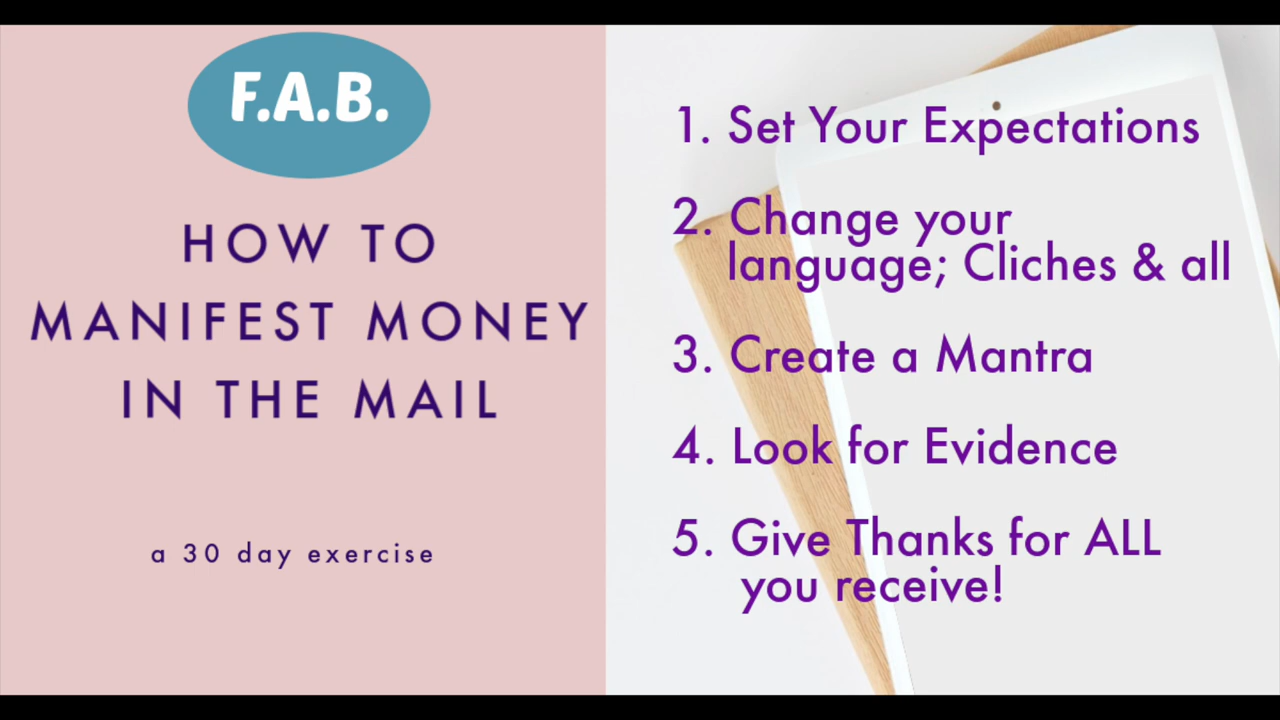 F.A.B.
HOW TO
MANIFEST MONEY
IN THE MAIL
a 30 day exercise
1. Set Your Expectations
2. Change your
language; Cliches & all
3. Create a Mantra
4. Look for Evidence
5. Give Thanks for ALL
you receive!